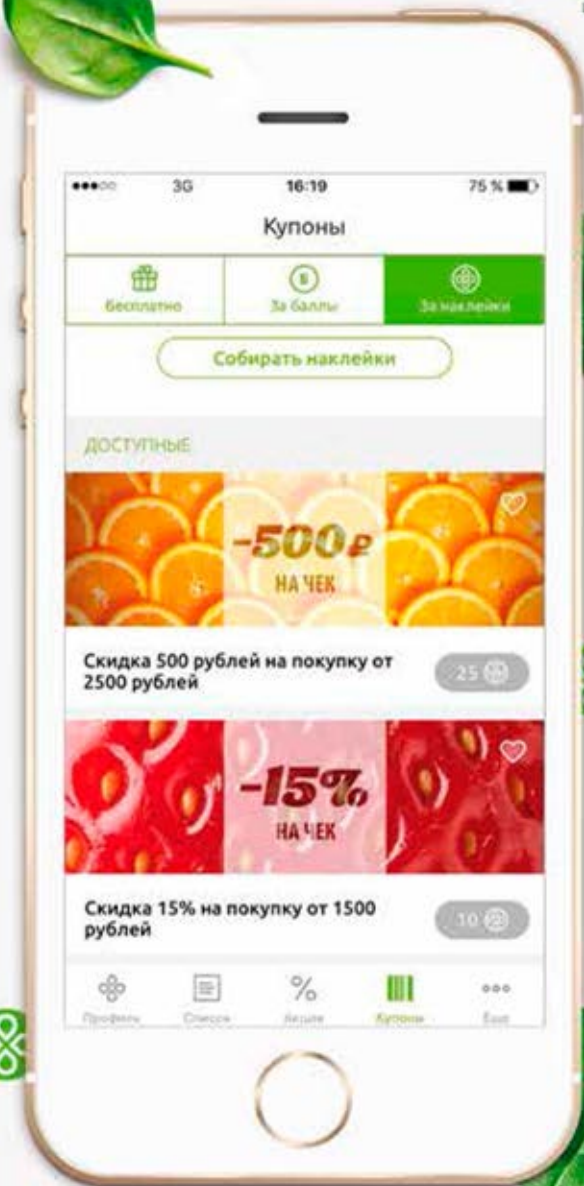 3G 16:19 75 %
Купоны
Бесплатно За баллы За наклейки
Собирать наклейки
ДОСТУПНЫЕ
-500₽
НА ЧЕК
Скидка 500 рублей на покупку от
2500 рублей
25
-15%
НА ЧЕК
Скидка 15% на покупку от 1500
рублей
10
Профиль Список Акции Купоны Еще